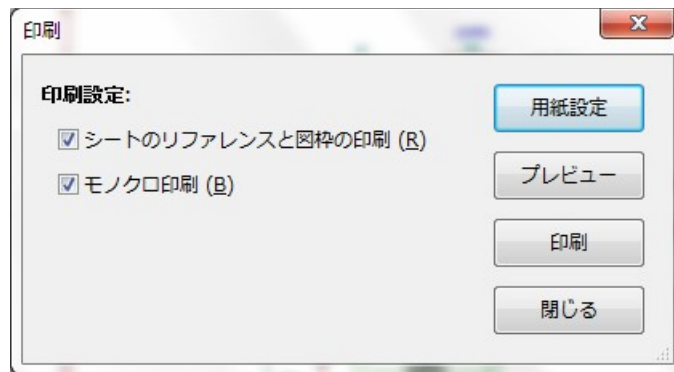 印刷
印刷設定:
シートのリファレンスと図枠の印刷 (R)
モノクロ印刷 (B)
用紙設定
プレビュー
印刷
閉じる